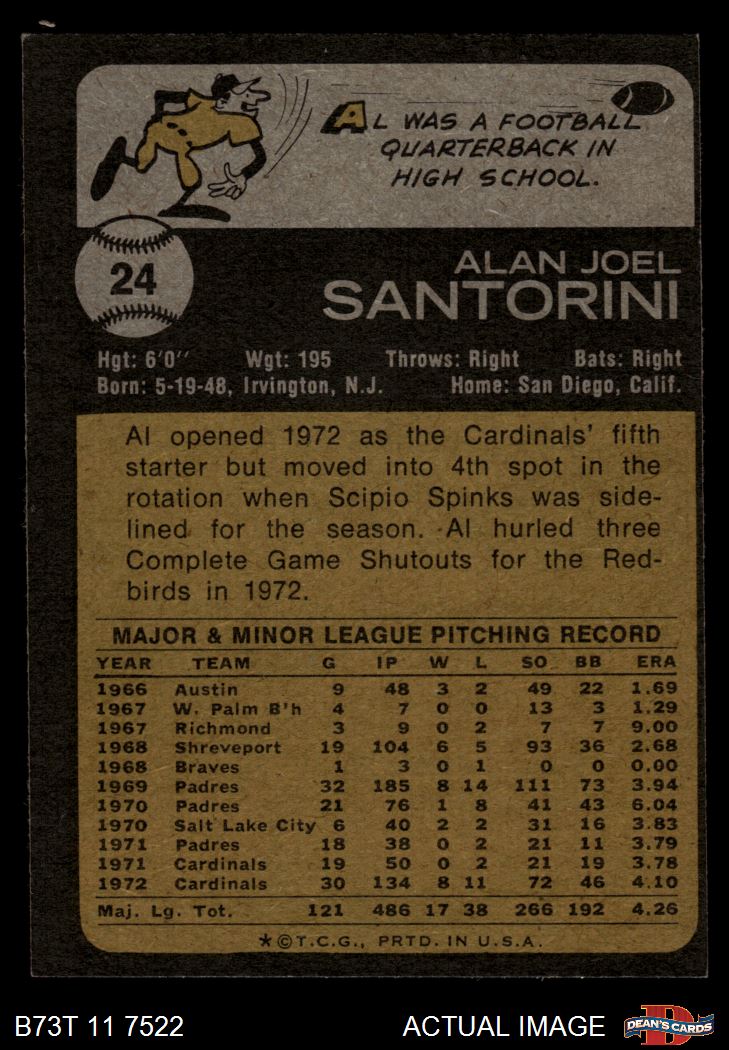 AL WAS A FOOTBALL
QUARTERBACK IN
HIGH SCHOOL.
24
ALAN JOEL
SANTORINI
Hgt: 6'0" Wgt: 195 Throws: Right Bats: Right
Born: 5-19-48, Irvington, N.J. Home: San Diego, Calif.
Al opened 1972 as the Cardinals' fifth
starter but moved into 4th spot in the
rotation when Scipio Spinks was side-
lined for the season. Al hurled three
Complete Game Shutouts for the Red-
birds in 1972.
MAJOR & MINOR LEAGUE PITCHING RECORD
YEAR TEAM G IP W L SO BB ERA
1966 Austin 9 48 3 2 49 22 1.69
1967 W. Palm B'h 4 7 0 0 13 3 1.29
1967 Richmond 3 9 0 2 7 7 9.00
1968 Shreveport 19 104 6 5 93 36 2.68
1968 Braves 1 3 0 1 0 0 0.00
1969 Padres 32 185 8 14 111 73 3.94
1970 Padres 21 76 1 8 41 43 6.04
1970 Salt Lake City 6 40 2 2 31 16 3.83
1971 Padres 18 38 0 2 21 11 3.79
1971 Cardinals 19 50 0 2 21 19 3.78
1972 Cardinals 30 134 8 11 72 46 4.10
Maj. Lg. Tot. 121 486 17 38 266 192 4.26
*©T.C.G., PRTD. IN U.S.A.
B73T 11 7522 ACTUAL IMAGE D DEAN'S CARDS